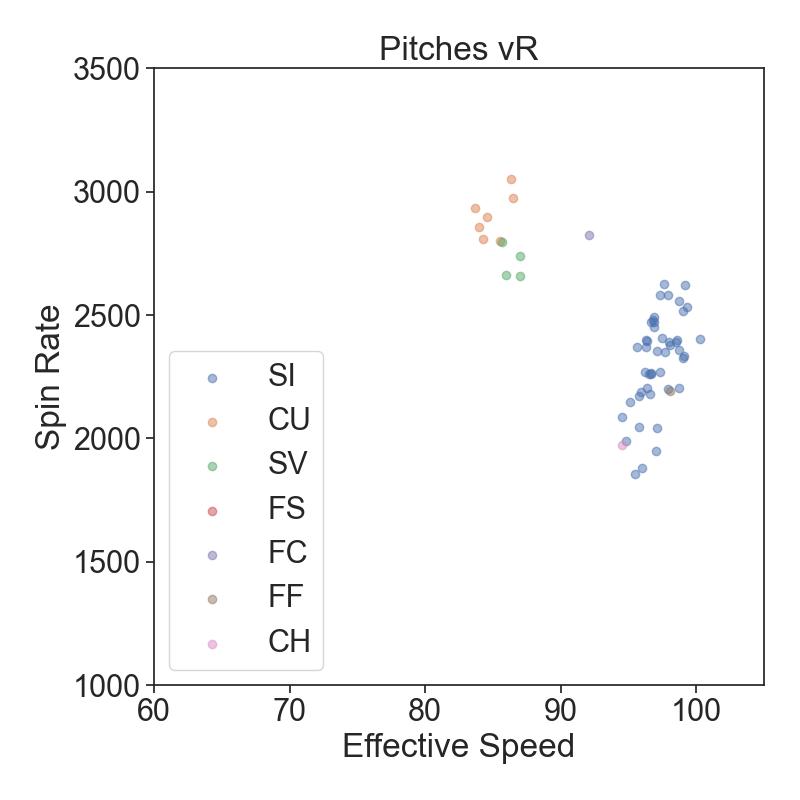 Pitches vR
3500
3000
2500
2000
1500
1000
Spin Rate
SI
CU
SV
FS
FC
FF
CH
60 70 80 90 100
Effective Speed